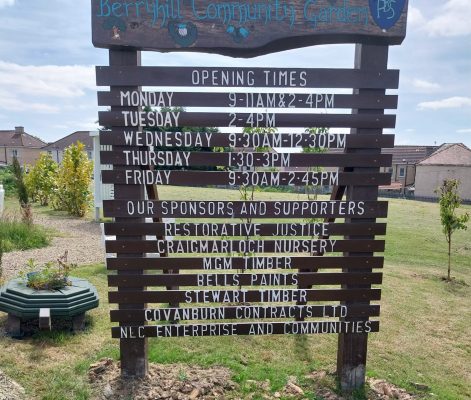 Berryhill Community Garden
OPENING TIMES
MONDAY 9-11AM&2-4PM
TUESDAY 2-4PM
WEDNESDAY 9·30AM-12·30PM
THURSDAY 1·30-3PM
FRIDAY 9·30AM-2·45PM
OUR SPONSORS AND SUPPORTERS
RESTORATIVE JUSTICE
CRAIGMARLOCH NURSERY
MGM TIMBER
BELLS PAINTS
STEWART TIMBER
COVANBURN CONTRACTS LTD
NLC ENTERPRISE AND COMMUNITIES